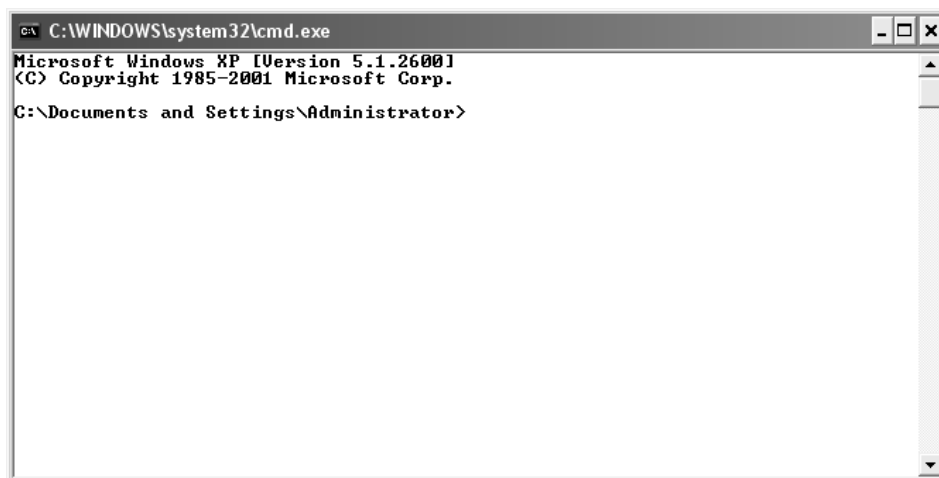 C:\WINDOWS\system32\cmd.exe
Microsoft Windows XP [Version 5.1.2600]
(C) Copyright 1985-2001 Microsoft Corp.
C:\Documents and Settings\Administrator>